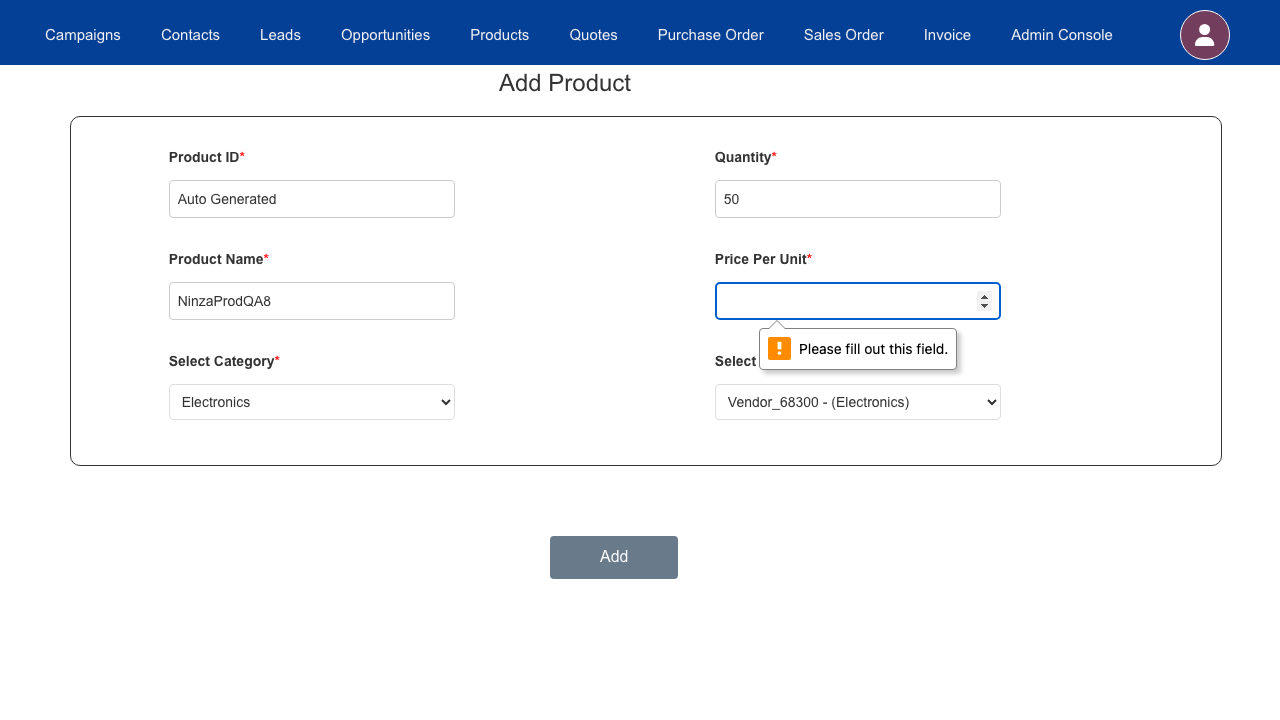 Campaigns Contacts Leads Opportunities Products Quotes Purchase Order Sales Order Invoice Admin Console
Add Product
Product ID* Quantity*
Auto Generated 50
Product Name* Price Per Unit*
NinzaProdQA8
Please fill out this field.
Select Category* Select
Electronics Vendor_68300 - (Electronics)
Add